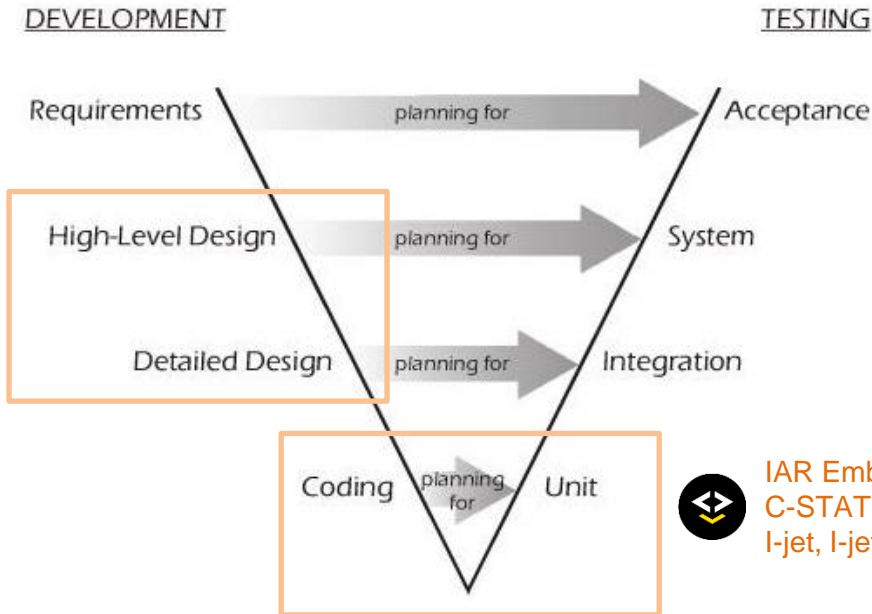 DEVELOPMENT TESTING
Requirements planning for Acceptance
High-Level Design planning for System
Detailed Design planning for Integration
Coding planning for Unit
IAR Emb
C-STAT
I-jet, I-jet